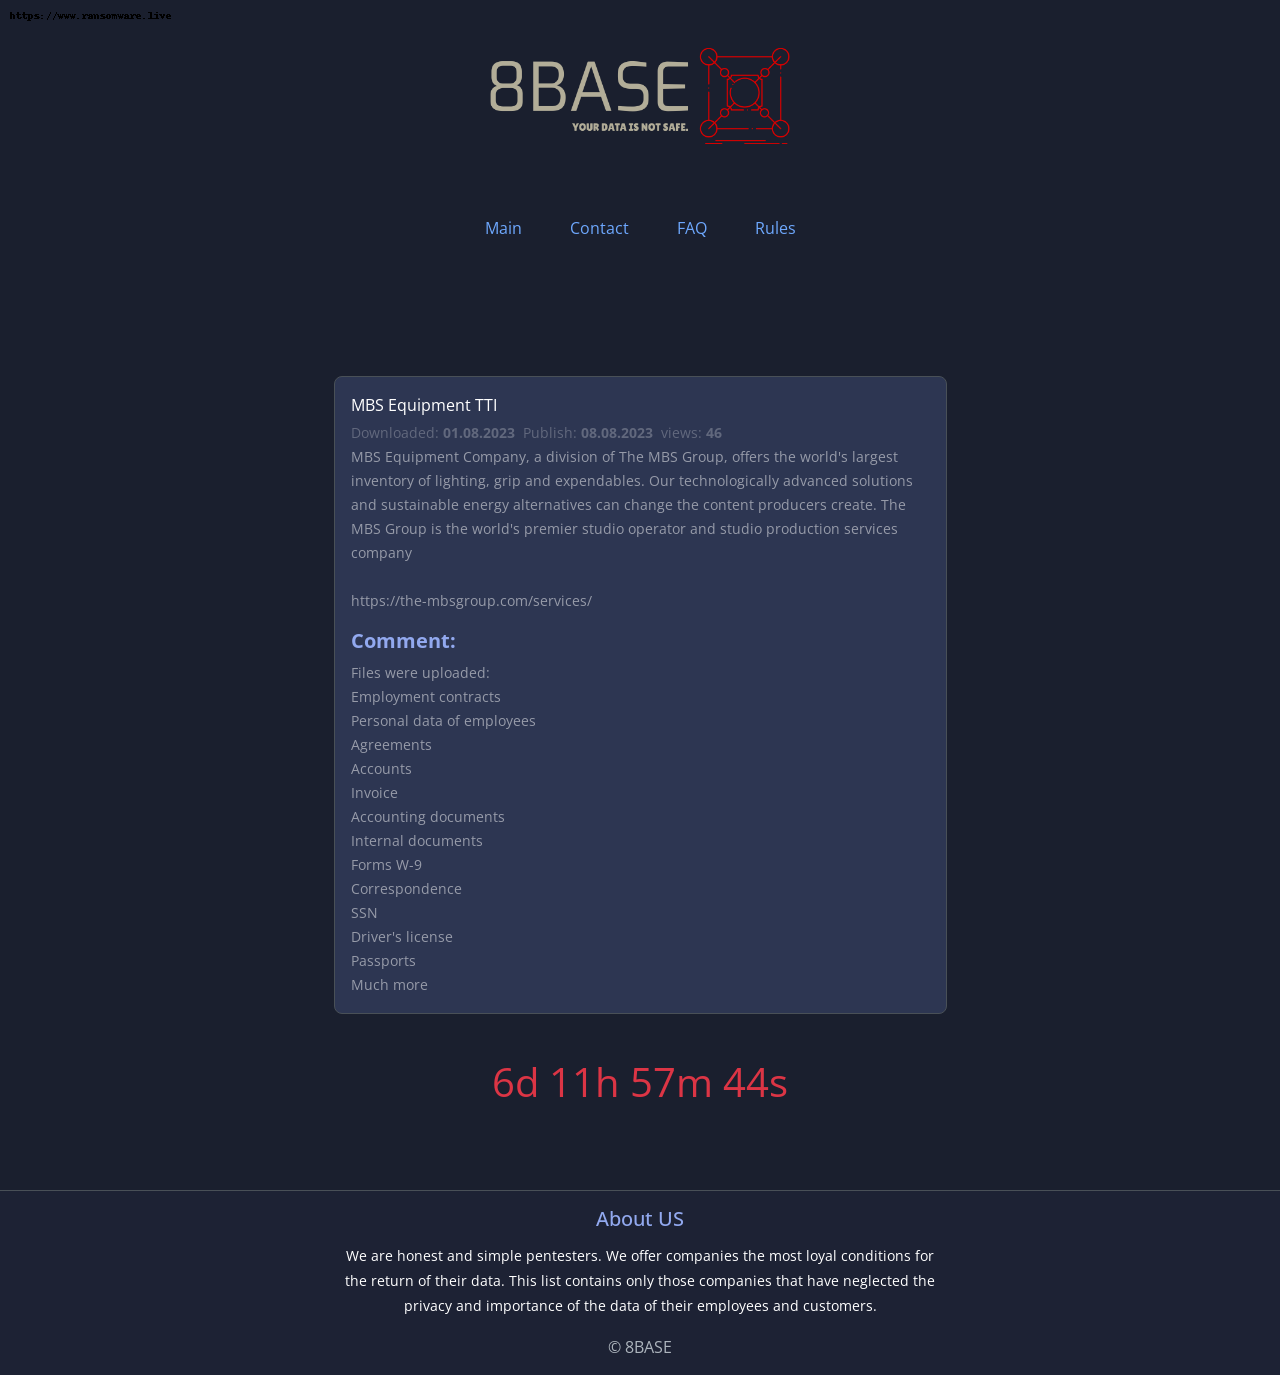 https://www.ransomware.live
8BASE
YOUR DATA IS NOT SAFE.
Main Contact FAQ Rules
MBS Equipment TTI
Downloaded: 01.08.2023 Publish: 08.08.2023 views: 46
MBS Equipment Company, a division of The MBS Group, offers the world's largest
inventory of lighting, grip and expendables. Our technologically advanced solutions
and sustainable energy alternatives can change the content producers create. The
MBS Group is the world's premier studio operator and studio production services
company
https://the-mbsgroup.com/services/
Comment:
Files were uploaded:
Employment contracts
Personal data of employees
Agreements
Accounts
Invoice
Accounting documents
Internal documents
Forms W-9
Correspondence
SSN
Driver's license
Passports
Much more
6d 11h 57m 44s
About US
We are honest and simple pentesters. We offer companies the most loyal conditions for
the return of their data. This list contains only those companies that have neglected the
privacy and importance of the data of their employees and customers.
© 8BASE